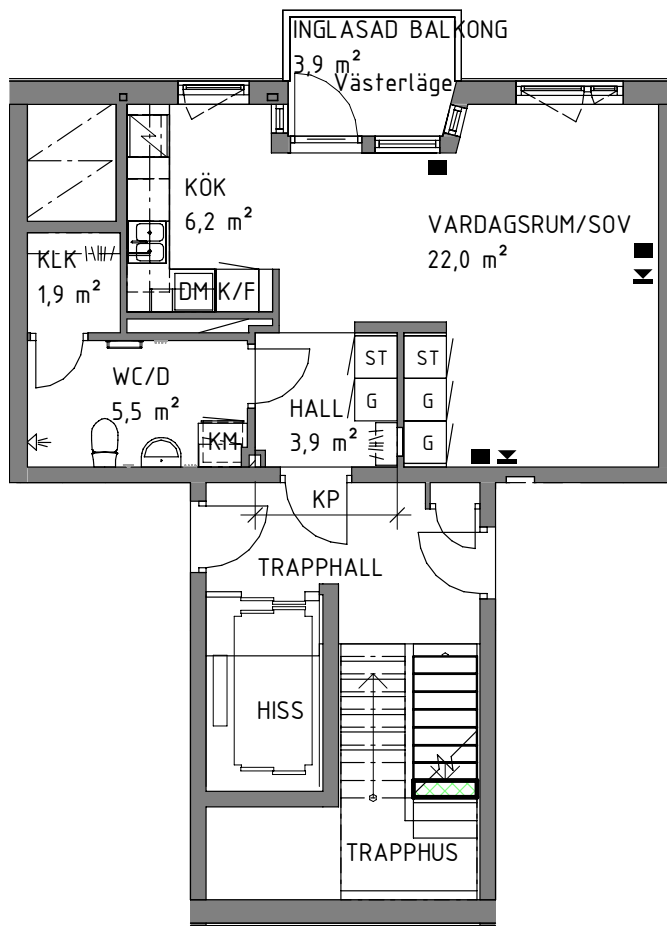 INGLASAD BALKONG
3,9 m²
Västerläge
KÖK
6,2 m²
VARDAGSRUM/SOV
22,0 m²
KLK
1,9 m²
DM K/F
WC/D
5,5 m²
ST
ST
G
G
HALL
3,9 m²
KM
G
KP
TRAPPHALL
HISS
TRAPPHUS